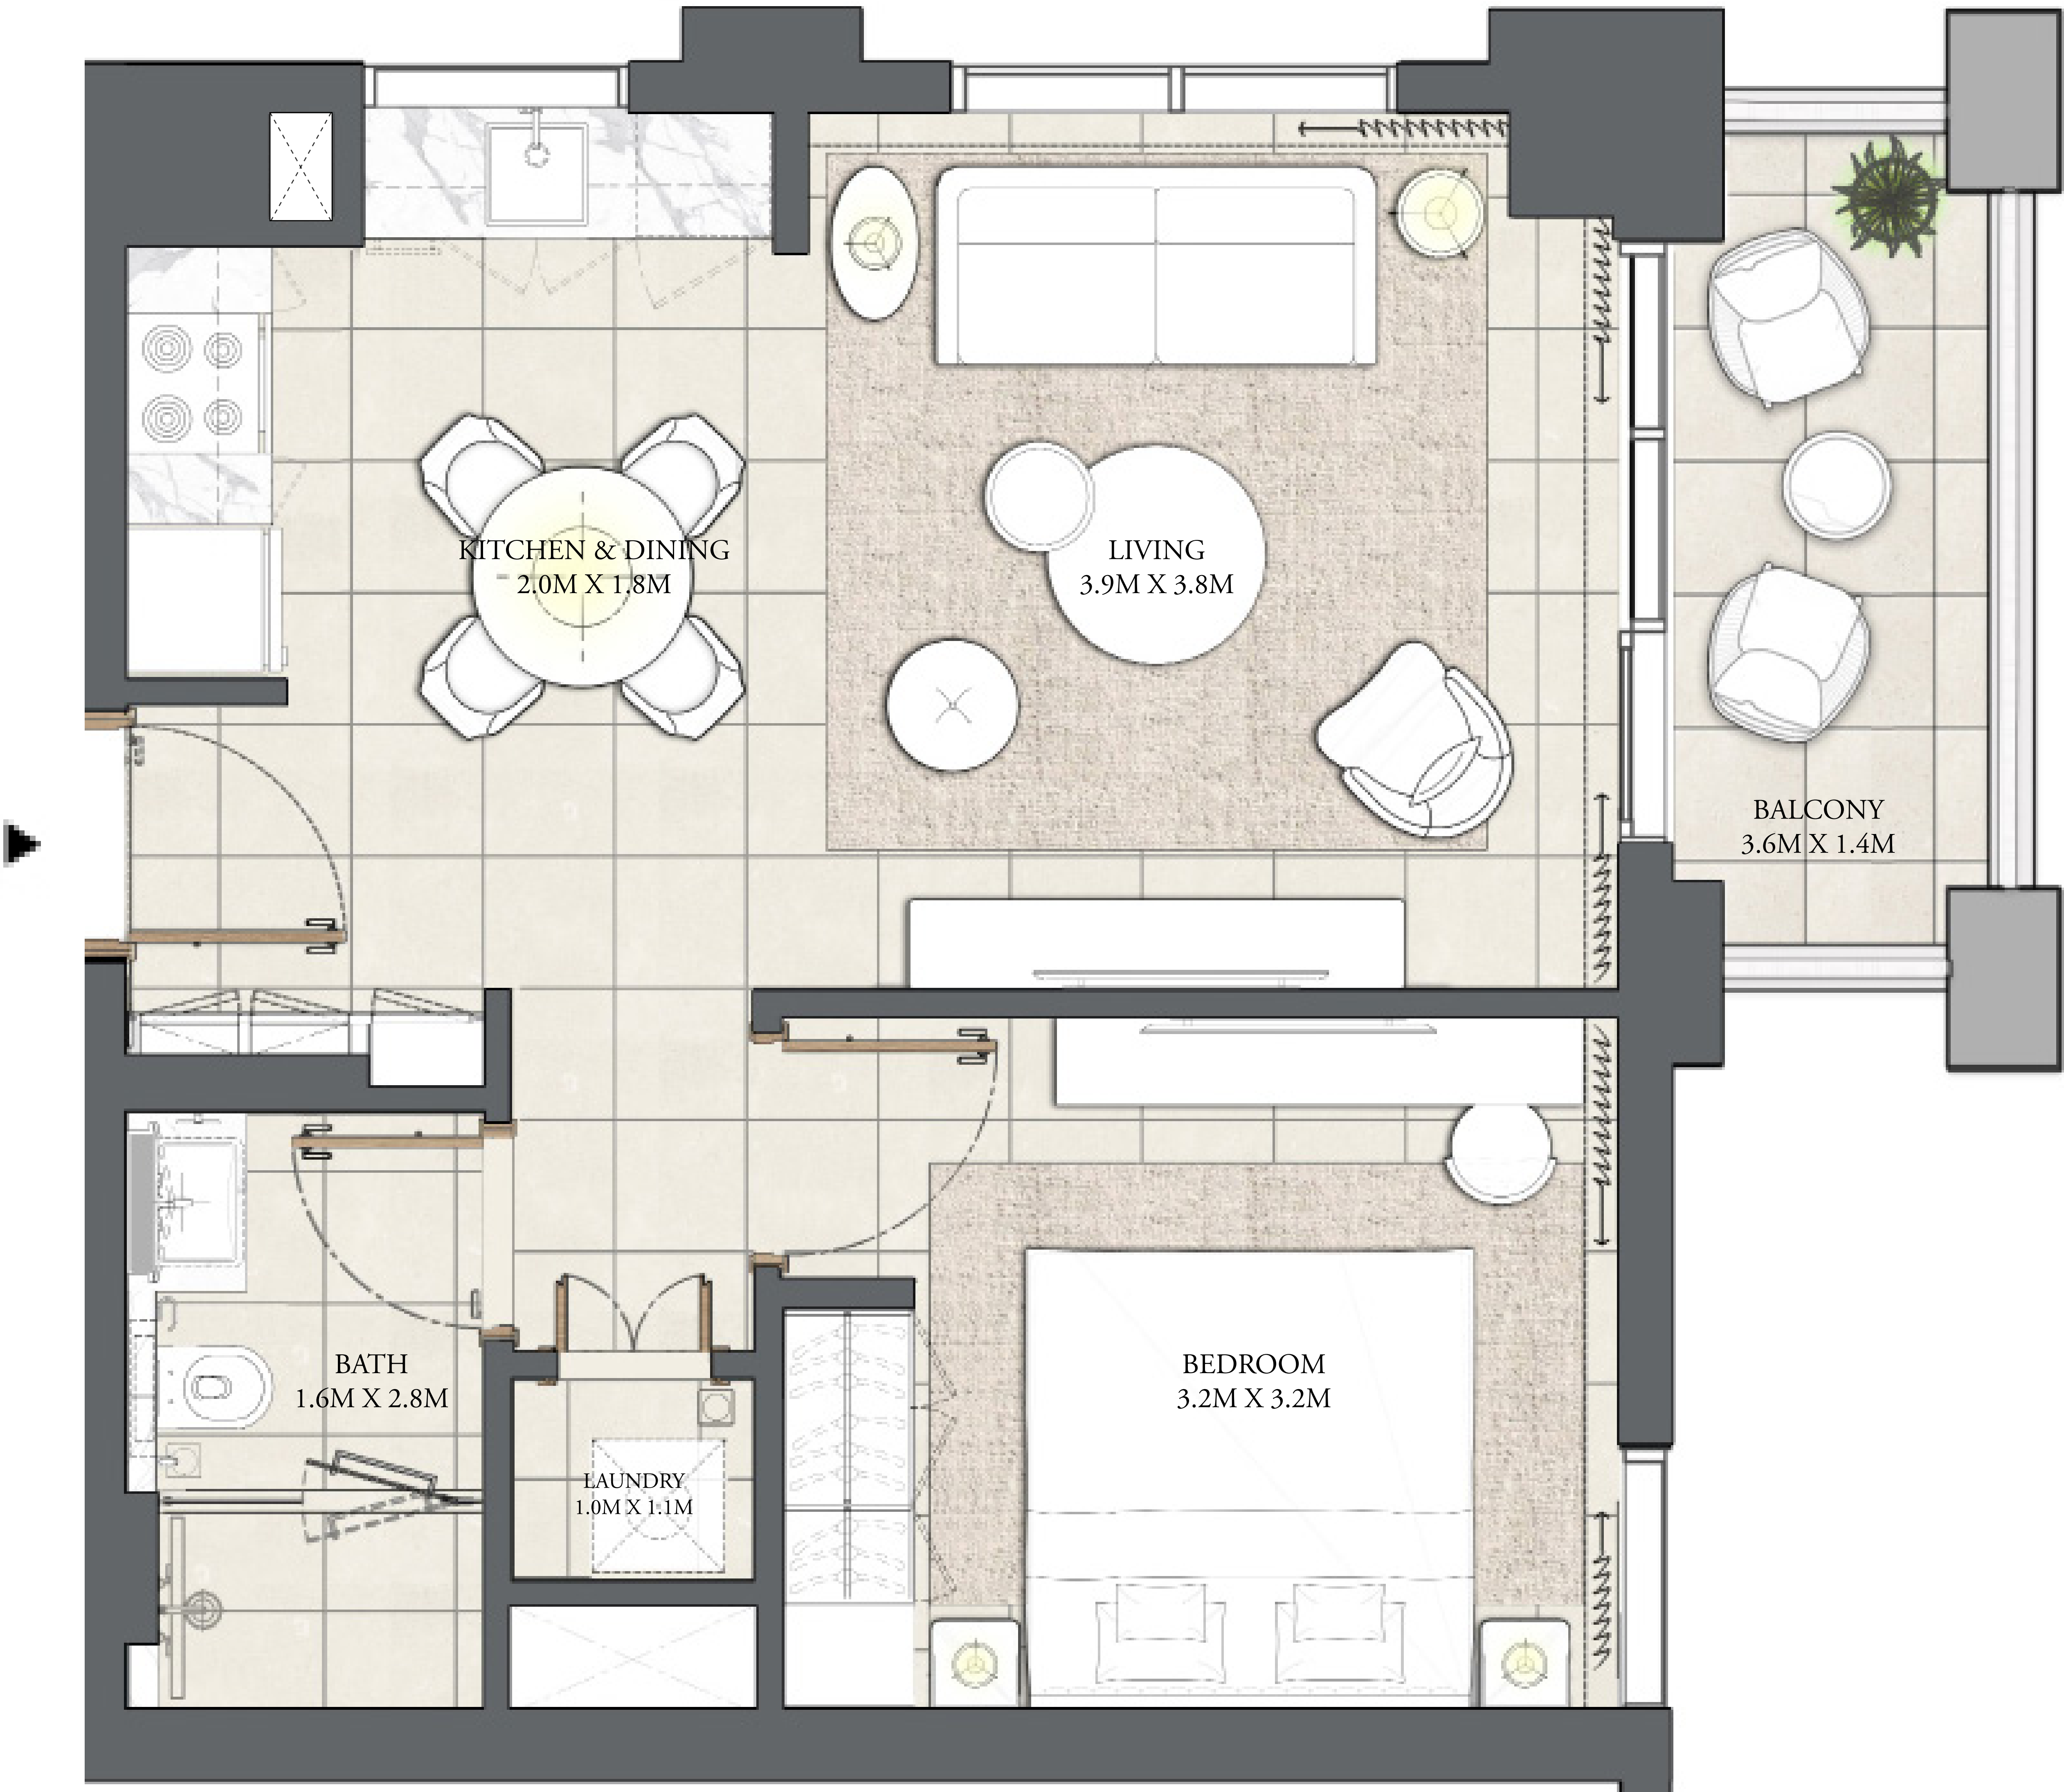 KITCHEN & DINING
2.0M X 1.8M
LIVING
3.9M X 3.8M
BALCONY
3.6M X 1.4M
BATH
1.6M X 2.8M
BEDROOM
3.2M X 3.2M
LAUNDRY
1.0M X 1.1M